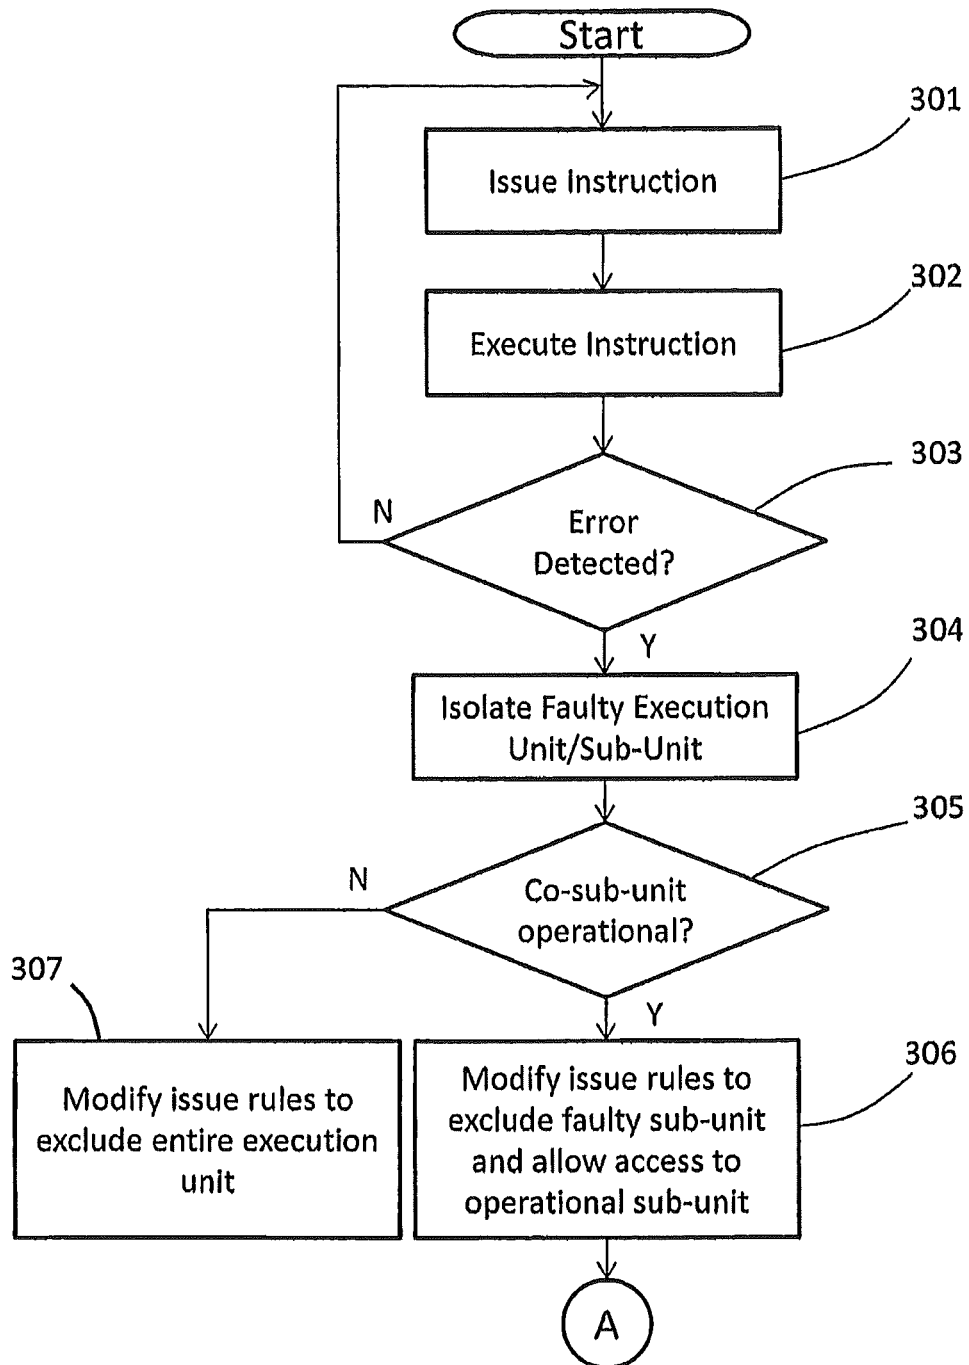 Start
301
Issue Instruction
302
Execute Instruction
303
N
Error
Detected?
Y
304
Isolate Faulty Execution
Unit/Sub-Unit
305
N
Co-sub-unit
operational?
307
Y
306
Modify issue rules to
exclude entire execution
unit
Modify issue rules to
exclude faulty sub-unit
and allow access to
operational sub-unit
A